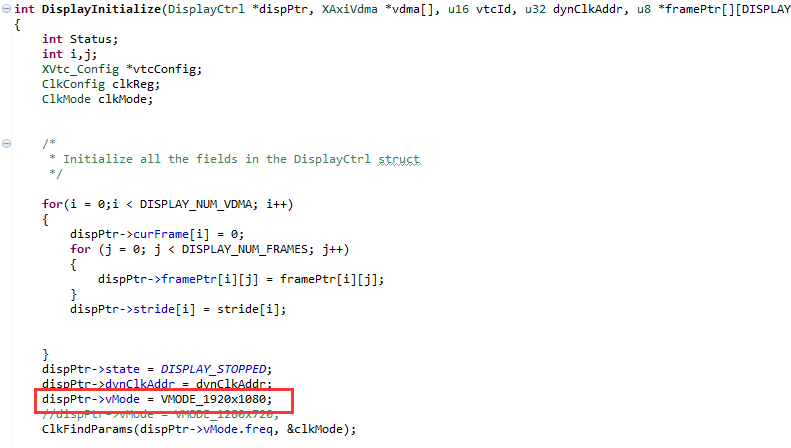 int DisplayInitialize(DisplayCtrl *dispPtr, XAxiVdma *vdma[], u16 vtcId, u32 dynClkAddr, u8 *framePtr[][DISPLAY
{
int Status;
int i,j;
XVtc_Config *vtcConfig;
ClkConfig clkReg;
ClkMode clkMode;
/*
* Initialize all the fields in the DisplayCtrl struct
*/
for(i = 0;i < DISPLAY_NUM_VDMA; i++)
{
dispPtr->curFrame[i] = 0;
for (j = 0; j < DISPLAY_NUM_FRAMES; j++)
{
dispPtr->framePtr[i][j] = framePtr[i][j];
}
dispPtr->stride[i] = stride[i];
}
dispPtr->state = DISPLAY_STOPPED;
dispPtr->dynClkAddr = dynClkAddr;
dispPtr->vMode = VMODE_1920x1080;
//dispPtr->vMode = VMODE_1280x720;
ClkFindParams(dispPtr->vMode.freq, &clkMode);